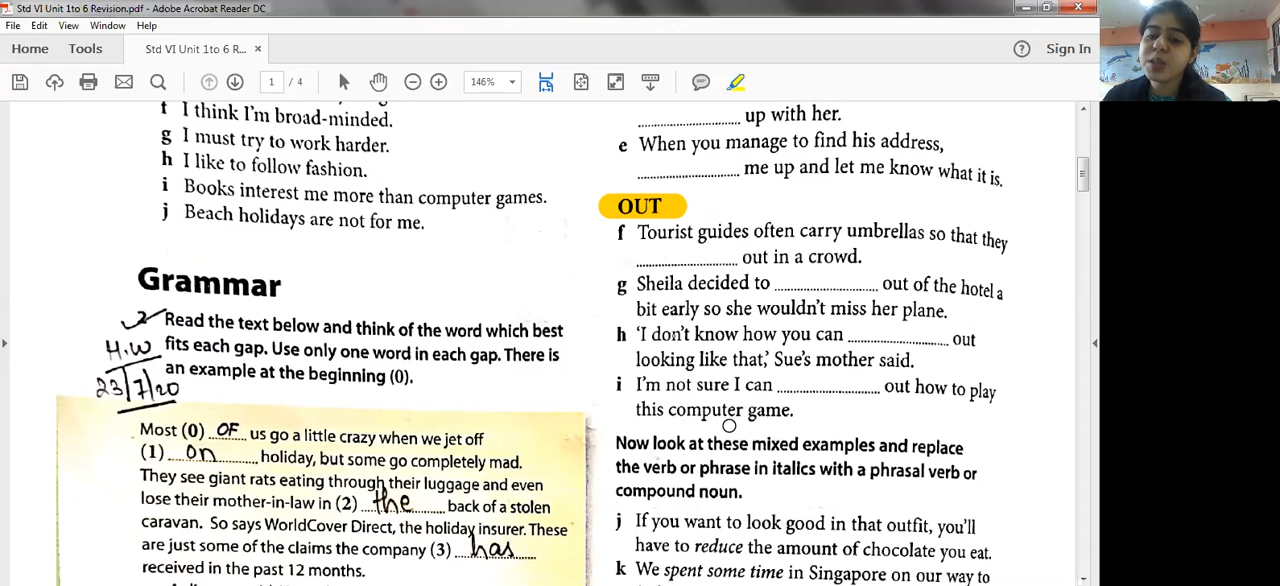 Std VI Unit 1to 6 Revision.pdf - Adobe Acrobat Reader DC
File Edit View Window Help
Home Tools Std VI Unit 1to 6 R... × Sign In
1 / 4 146%
f I think I'm broad-minded.
g I must try to work harder.
h I like to follow fashion.
i Books interest me more than computer games.
j Beach holidays are not for me.
Grammar
2 Read the text below and think of the word which best
H.W fits each gap. Use only one word in each gap. There is
23/7/20 an example at the beginning (0).
Most (0) OF us go a little crazy when we jet off
(1) on holiday, but some go completely mad.
They see giant rats eating through their luggage and even
lose their mother-in-law in (2) the back of a stolen
caravan. So says WorldCover Direct, the holiday insurer. These
are just some of the claims the company (3) has
received in the past 12 months.
up with her.
e When you manage to find his address,
me up and let me know what it is.
OUT
f Tourist guides often carry umbrellas so that they
out in a crowd.
g Sheila decided to out of the hotel a
bit early so she wouldn't miss her plane.
h 'I don't know how you can out
looking like that,' Sue's mother said.
i I'm not sure I can out how to play
this computer game.
Now look at these mixed examples and replace
the verb or phrase in italics with a phrasal verb or
compound noun.
j If you want to look good in that outfit, you'll
have to reduce the amount of chocolate you eat.
k We spent some time in Singapore on our way to